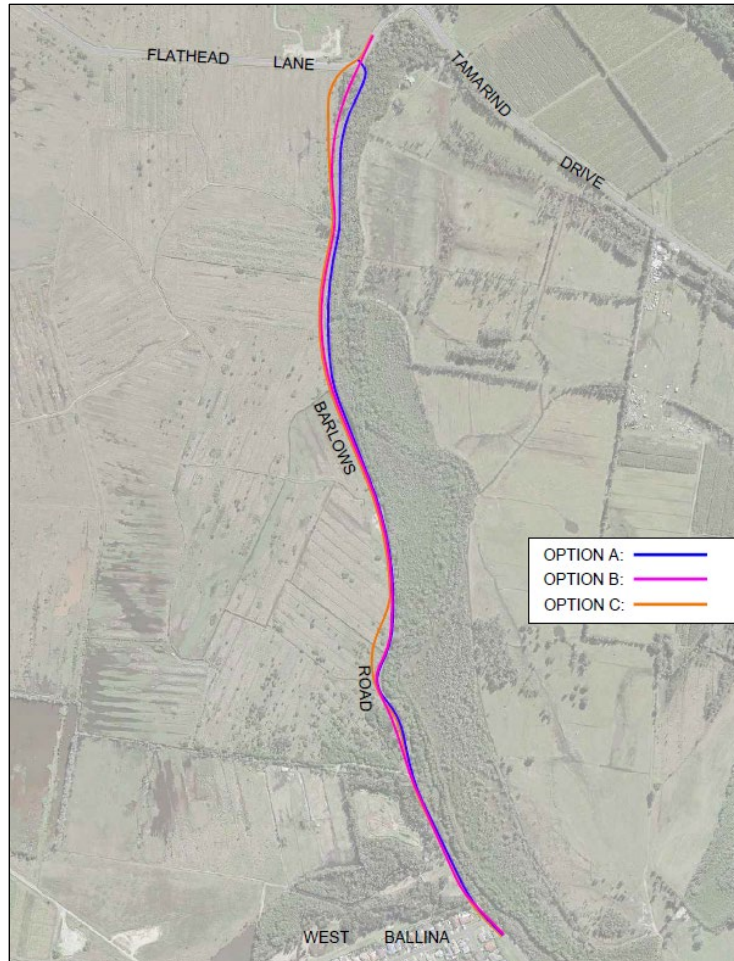 FLATHEAD LANE
TAMARIND
DRIVE
BARLOWS
OPTION A:
OPTION B:
OPTION C:
ROAD
WEST BALLINA